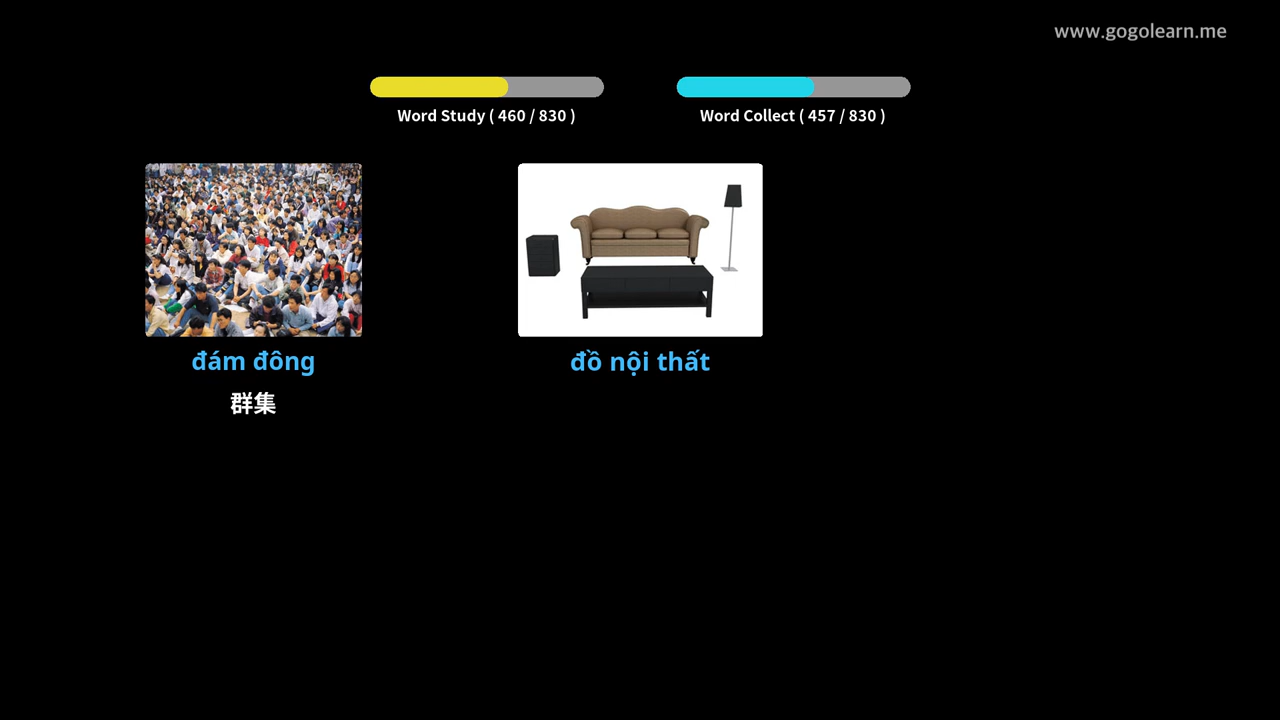 www.gogolearn.me
Word Study ( 460 / 830 )
Word Collect ( 457 / 830 )
đám đông
群集
đồ nội thất